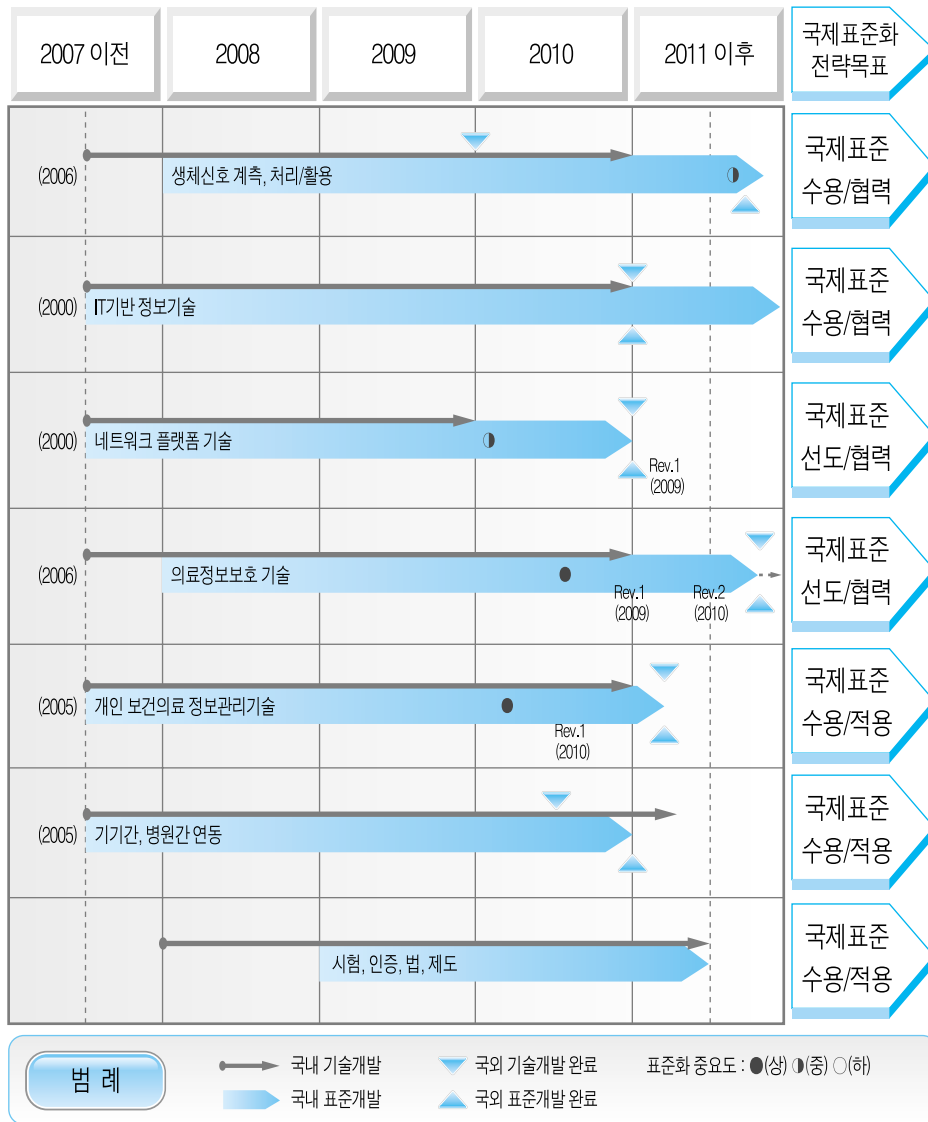 2007 이전
2008
2009
2010
2011 이후
국제표준화
전략목표
(2006)
생체신호 계측, 처리/활용
국제표준
수용/협력
(2000)
IT기반 정보기술
국제표준
수용/협력
(2000)
네트워크 플랫폼 기술
Rev.1
(2009)
국제표준
선도/협력
(2006)
의료정보보호 기술
Rev.1
(2009)
Rev.2
(2010)
국제표준
선도/협력
(2005)
개인 보건의료 정보관리기술
Rev.1
(2010)
국제표준
수용/적용
(2005)
기기간, 병원간 연동
국제표준
수용/적용
시험, 인증, 법, 제도
국제표준
수용/적용
범 례
국내 기술개발
국외 기술개발 완료
표준화 중요도 : ●(상) ◑(중) ○(하)
국내 표준개발
국외 표준개발 완료